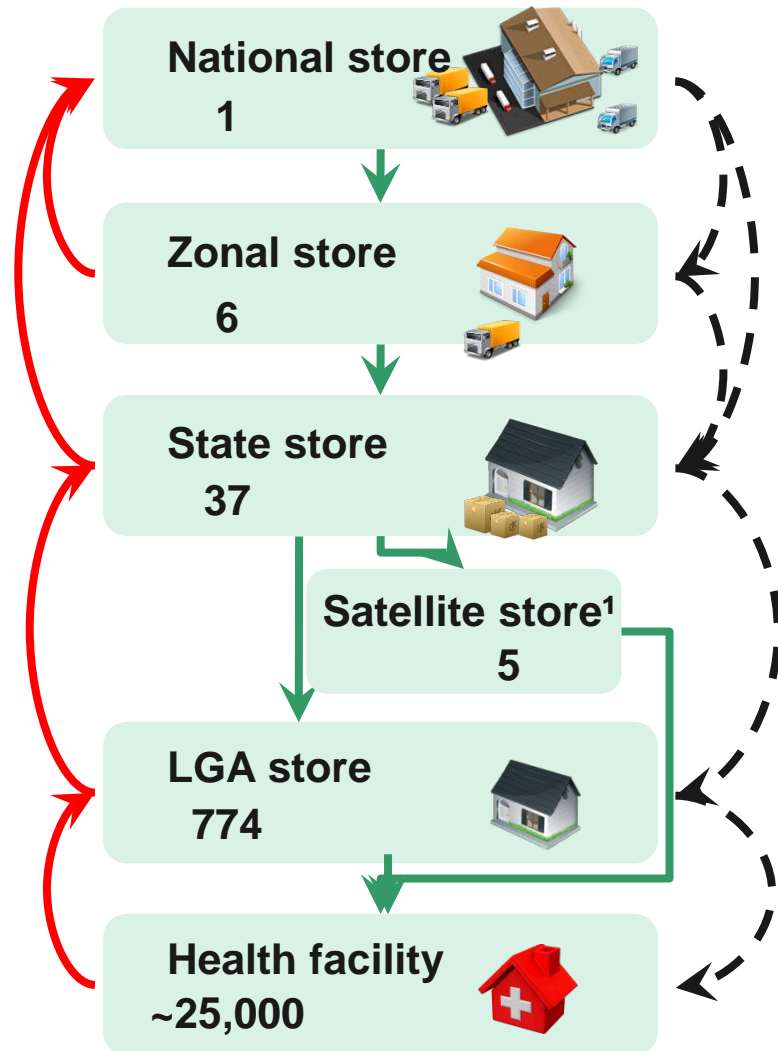 National store
1
Zonal store
6
State store
37
Satellite store¹
5
LGA store
774
Health facility
~25,000